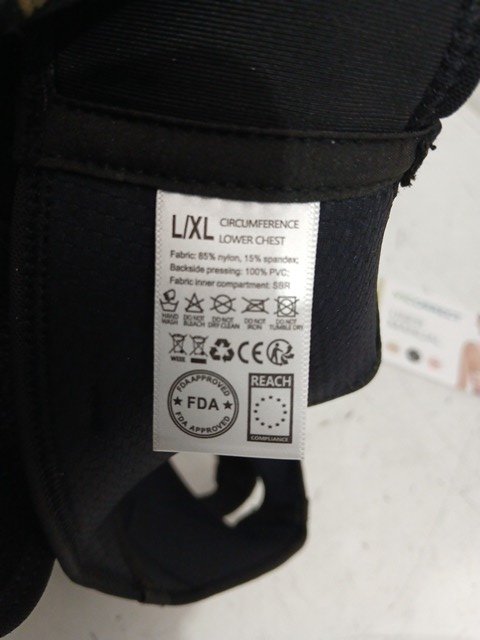 L/XL CIRCUMFERENCE
LOWER CHEST
Fabric: 85% nylon, 15% spandex;
Backside pressing: 100% PVC;
Fabric inner compartment: SBR
HAND WASH DO NOT BLEACH DO NOT DRY CLEAN DO NOT IRON DO NOT TUMBLE DRY
WEEE CE
FDA APPROVED
FDA
FDA APPROVED
REACH
COMPLIANCE